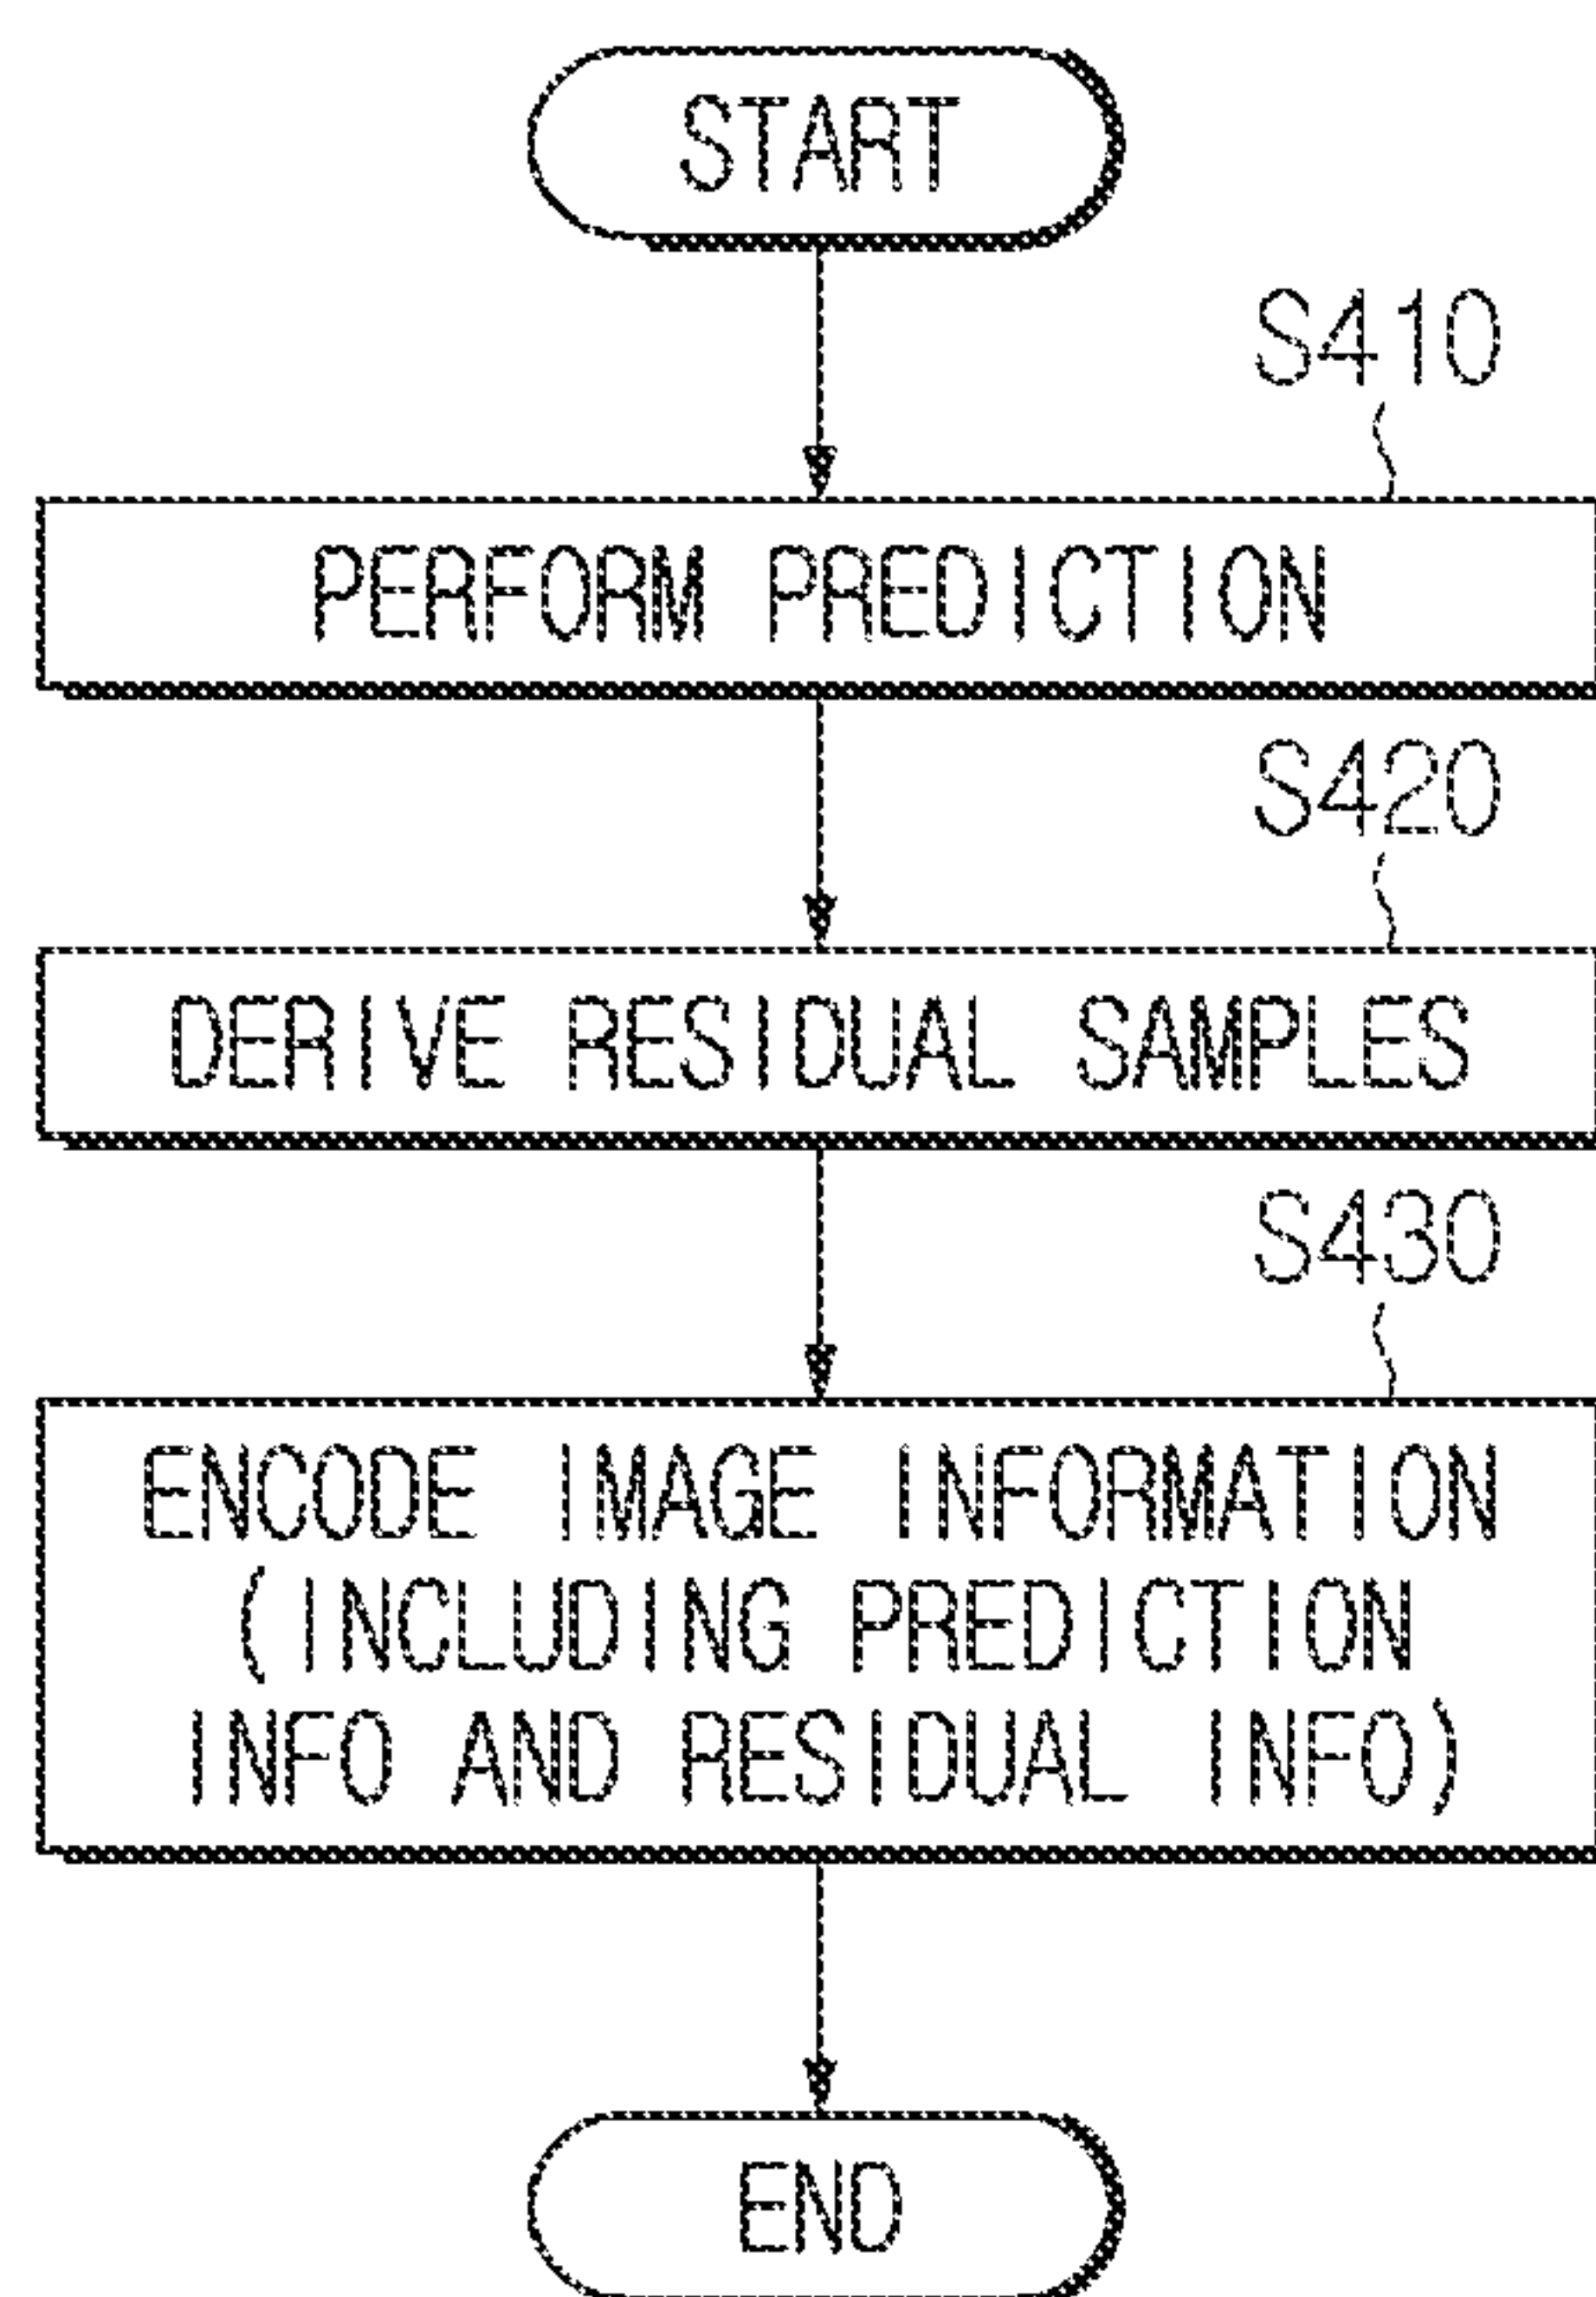 START
S410
PERFORM PREDICTION
S420
DERIVE RESIDUAL SAMPLES
S430
ENCODE IMAGE INFORMATION
(INCLUDING PREDICTION
INFO AND RESIDUAL INFO)
END